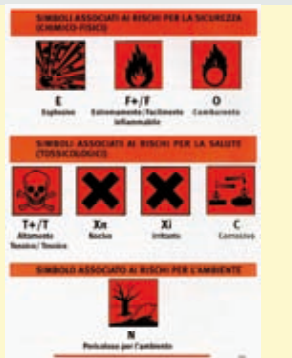 SIMBOLI ASSOCIATI AI RISCHI PER LA SICUREZZA
(CHIMICO-FISICI)
E F+/F O
Esplosivo Estremamente/Facilmente Comburente
Infiammabile
SIMBOLI ASSOCIATI AI RISCHI PER LA SALUTE
(TOSSICOLOGICI)
T+/T Xn Xi C
Altamente Nocivo Irritante Corrosivo
Tossico/Tossico
SIMBOLO ASSOCIATO AI RISCHI PER L'AMBIENTE
N
Pericoloso per l'ambiente